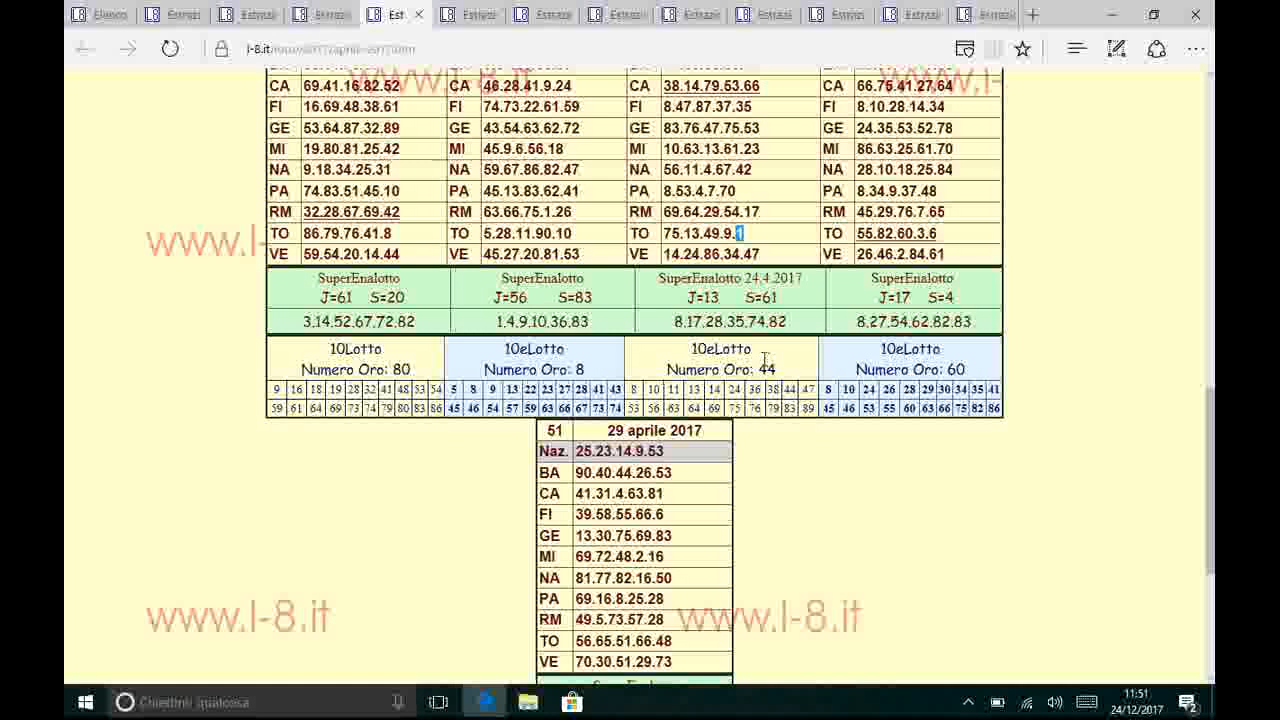 Elenco Estrazi Estrazi Estrazi Est Estrazi Estrazi Estrazi Estrazi Estrazi Estrazi Estrazi Estrazi
l-8.it
CA 69.41.16.82.52 CA 46.28.41.9.24 CA 38.14.79.53.66 CA 66.75.41.27.64
FI 16.69.48.38.61 FI 74.73.22.61.59 FI 8.47.87.37.35 FI 8.10.28.14.34
GE 53.64.87.32.89 GE 43.54.63.62.72 GE 83.76.47.75.53 GE 24.35.53.52.78
MI 19.80.81.25.42 MI 45.9.6.56.18 MI 10.63.13.61.23 MI 86.63.25.61.70
NA 9.18.34.25.31 NA 59.67.86.82.47 NA 56.11.4.67.42 NA 28.10.18.25.84
PA 74.83.51.45.10 PA 45.13.83.62.41 PA 8.53.4.7.70 PA 8.34.9.37.48
RM 32.28.67.69.42 RM 63.66.75.1.26 RM 69.64.29.54.17 RM 45.29.76.7.65
TO 86.79.76.41.8 TO 5.28.11.90.10 TO 75.13.49.9.1 TO 55.82.60.3.6
VE 59.54.20.14.44 VE 45.27.20.81.53 VE 14.24.86.34.47 VE 26.46.2.84.61
SuperEnalotto SuperEnalotto SuperEnalotto 24.4.2017 SuperEnalotto
J=61 S=20 J=56 S=83 J=13 S=61 J=17 S=4
3.14.52.67.72.82 1.4.9.10.36.83 8.17.28.35.74.82 8.27.54.62.82.83
10Lotto 10eLotto 10eLotto 10eLotto
Numero Oro: 80 Numero Oro: 8 Numero Oro: 44 Numero Oro: 60
9 16 18 19 28 32 41 48 53 54 5 8 9 13 22 23 27 28 41 43 8 10 11 13 14 24 36 38 44 47 8 10 24 26 28 29 30 34 35 41
59 61 64 69 73 74 79 80 83 86 45 46 54 57 59 63 66 67 73 74 53 56 63 64 69 75 76 79 83 89 45 46 53 55 60 63 66 75 82 86
51 29 aprile 2017
Naz. 25.23.14.9.53
BA 90.40.44.26.53
CA 41.31.4.63.81
FI 39.58.55.66.6
GE 13.30.75.69.83
MI 69.72.48.2.16
NA 81.77.82.16.50
PA 69.16.8.25.28
RM 49.5.73.57.28
TO 56.65.51.66.48
VE 70.30.51.29.73
www.l-8.it www.l-8.it
Chiedimi qualcosa
11:51
24/12/2017
2